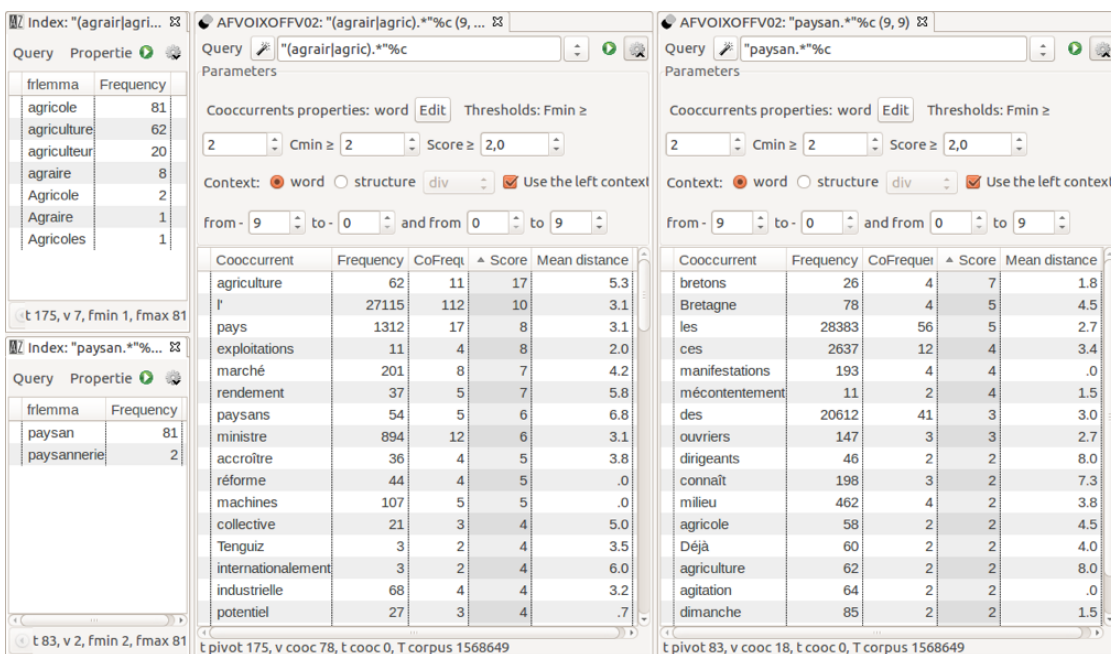 Index: "(agrair|agri...
Query Propertie
frlemma Frequency
agricole 81
agriculture 62
agriculteur 20
agraire 8
Agricole 2
Agraire 1
Agricoles 1
t 175, v 7, fmin 1, fmax 81
Index: "paysan.*"%...
Query Propertie
frlemma Frequency
paysan 81
paysannerie 2
t 83, v 2, fmin 2, fmax 81
AFVOIXOFFV02: "(agrair|agric).*"%c (9, ...
Query "(agrair|agric).*"%c
Parameters
Cooccurrents properties: word Edit Thresholds: Fmin ≥
2 Cmin ≥ 2 Score ≥ 2,0
Context: word structure div Use the left context
from - 9 to - 0 and from 0 to 9
Cooccurrent Frequency CoFrequ Score Mean distance
agriculture 62 11 17 5.3
l' 27115 112 10 3.1
pays 1312 17 8 3.1
exploitations 11 4 8 2.0
marché 201 8 7 4.2
rendement 37 5 7 5.8
paysans 54 5 6 6.8
ministre 894 12 6 3.1
accroître 36 4 5 3.8
réforme 44 4 5 .0
machines 107 5 5 .0
collective 21 3 4 5.0
Tenguiz 3 2 4 3.5
internationalement 3 2 4 6.0
industrielle 68 4 4 3.2
potentiel 27 3 4 .7
t pivot 175, v cooc 78, t cooc 0, T corpus 1568649
AFVOIXOFFV02: "paysan.*"%c (9, 9)
Query "paysan.*"%c
Parameters
Cooccurrents properties: word Edit Thresholds: Fmin ≥
2 Cmin ≥ 2 Score ≥ 2,0
Context: word structure div Use the left context
from - 9 to - 0 and from 0 to 9
Cooccurrent Frequency CoFrequer Score Mean distance
bretons 26 4 7 1.8
Bretagne 78 4 5 4.5
les 28383 56 5 2.7
ces 2637 12 4 3.4
manifestations 193 4 4 .0
mécontentement 11 2 4 1.5
des 20612 41 3 3.0
ouvriers 147 3 3 2.7
dirigeants 46 2 2 8.0
connaît 198 3 2 7.3
milieu 462 4 2 3.8
agricole 58 2 2 4.5
Déjà 60 2 2 4.0
agriculture 62 2 2 8.0
agitation 64 2 2 .0
dimanche 85 2 2 1.5
t pivot 83, v cooc 18, t cooc 0, T corpus 1568649